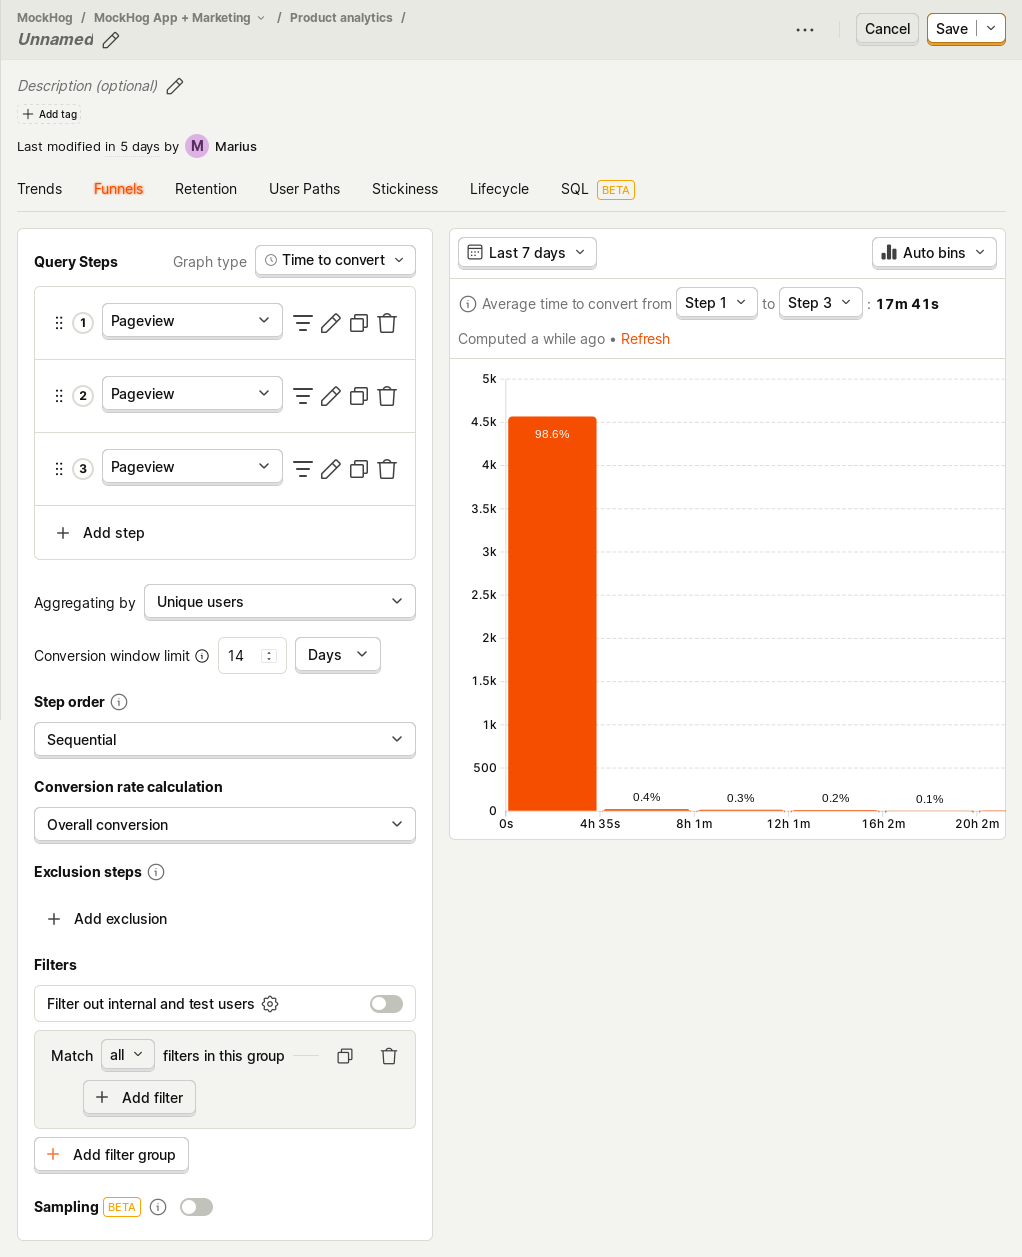 MockHog / MockHog App + Marketing / Product analytics /
Unnamed
Cancel
Save
Description (optional)
Add tag
Last modified in 5 days by M Marius
Trends Funnels Retention User Paths Stickiness Lifecycle SQL BETA
Query Steps Graph type Time to convert
1 Pageview
2 Pageview
3 Pageview
Add step
Aggregating by Unique users
Conversion window limit 14 Days
Step order
Sequential
Conversion rate calculation
Overall conversion
Exclusion steps
Add exclusion
Filters
Filter out internal and test users
Match all filters in this group
Add filter
Add filter group
Sampling BETA
Last 7 days Auto bins
Average time to convert from Step 1 to Step 3 : 17m 41s
Computed a while ago • Refresh
5k
4.5k
4k
3.5k
3k
2.5k
2k
1.5k
1k
500
0
98.6%
0.4% 0.3% 0.2% 0.1%
0s 4h 35s 8h 1m 12h 1m 16h 2m 20h 2m